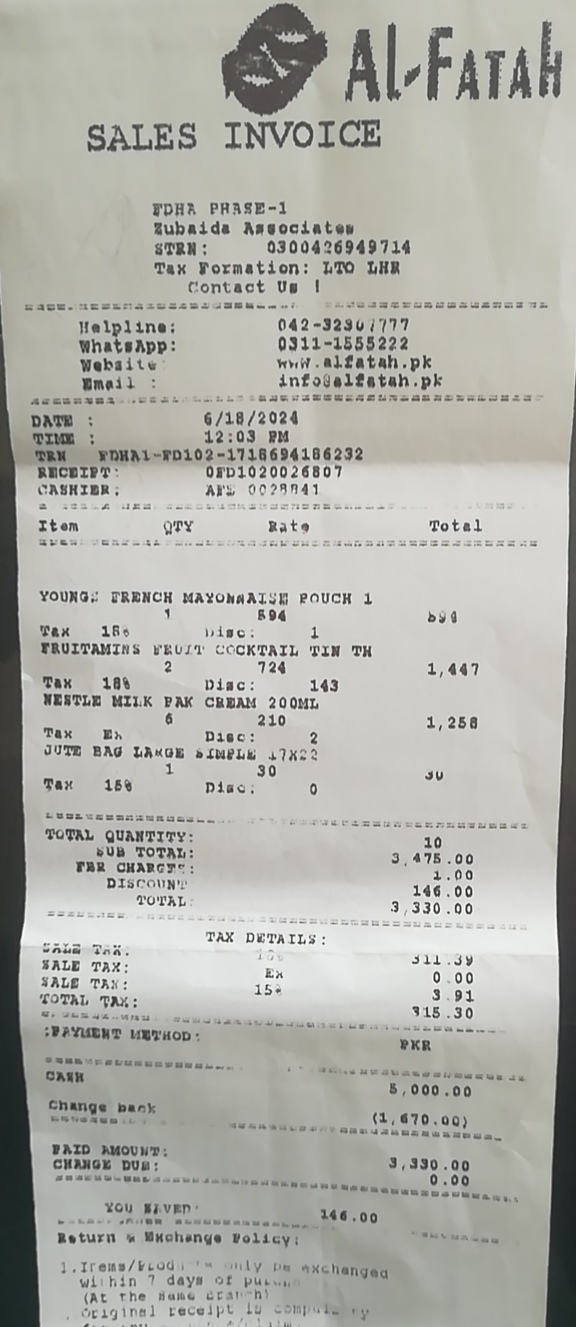 Al-Fatah
SALES INVOICE
FDHA PHASE-1
Zubaida Associates
STRN: 0300426949714
Tax Formation: LTO LHR
Contact Us !
Helpline: 042-32307777
WhatsApp: 0311-1555222
Website: www.alfatah.pk
Email : info@alfatah.pk
DATE : 6/18/2024
TIME : 12:03 PM
TRN FDHA1-FD102-1718694186232
RECEIPT: 0FD1020026807
CASHIER: AFS
Item QTY Rate Total
YOUNGS FRENCH MAYONNAISE POUCH 1
1 594 594
Tax 18% Disc: 1
FRUITAMINS FRUIT COCKTAIL TIN TH
2 724 1,447
Tax 18% Disc: 143
NESTLE MILK PAK CREAM 200ML
6 210 1,258
Tax Ex Disc: 2
JUTE BAG LARGE SIMPLE 17X22
1 30 30
Tax 15% Disc: 0
TOTAL QUANTITY: 10
SUB TOTAL: 3,475.00
FBR CHARGES: 1.00
DISCOUNT 146.00
TOTAL: 3,330.00
TAX DETAILS:
SALE TAX: 18% 311.39
SALE TAX: Ex 0.00
SALE TAX: 15% 3.91
TOTAL TAX: 315.30
:PAYMENT METHOD: PKR
CASH 5,000.00
Change back (1,670.00)
PAID AMOUNT: 3,330.00
CHANGE DUE: 0.00
YOU SAVED: 146.00
Return & Exchange Policy:
1.Items/Products only be exchanged
within 7 days of
(At the same branch)
Original receipt is